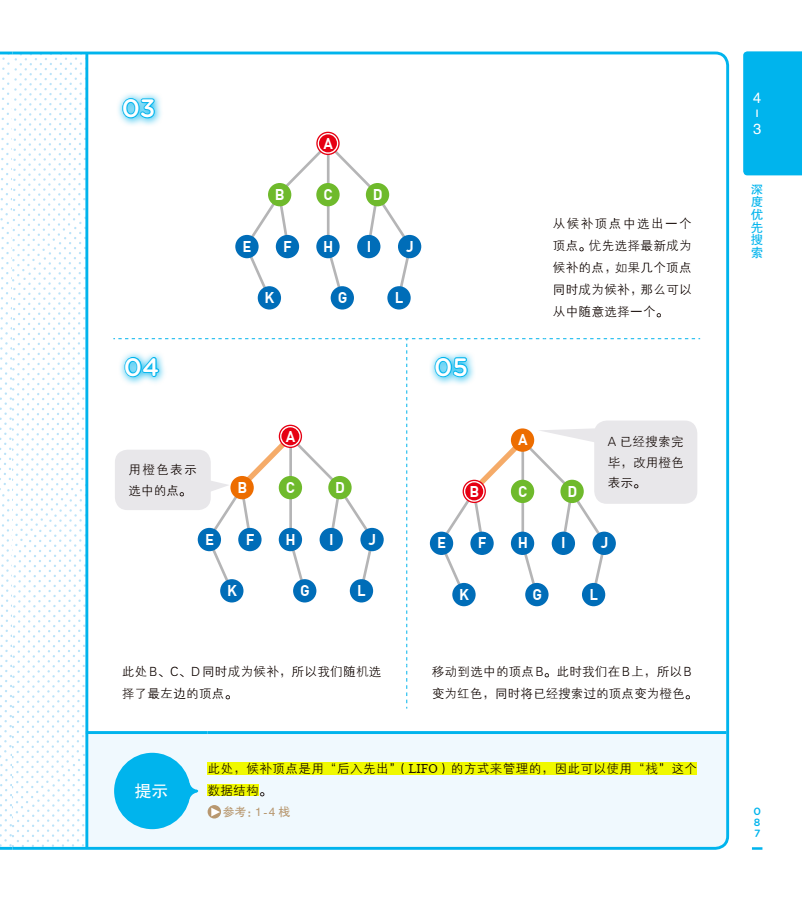 4-3
深度优先搜索
03
A
B C D
E F H I J
K G L
从候补顶点中选出一个
顶点。优先选择最新成为
候补的点，如果几个顶点
同时成为候补，那么可以
从中随意选择一个。
04
A
用橙色表示
选中的点。
B C D
E F H I J
K G L
此处B、C、D同时成为候补，所以我们随机选
择了最左边的顶点。
05
A
A 已经搜索完
毕，改用橙色
表示。
B C D
E F H I J
K G L
移动到选中的顶点B。此时我们在B上，所以B
变为红色，同时将已经搜索过的顶点变为橙色。
提示
此处，候补顶点是用“后入先出”（LIFO）的方式来管理的，因此可以使用“栈”这个
数据结构。
参考：1-4 栈
087